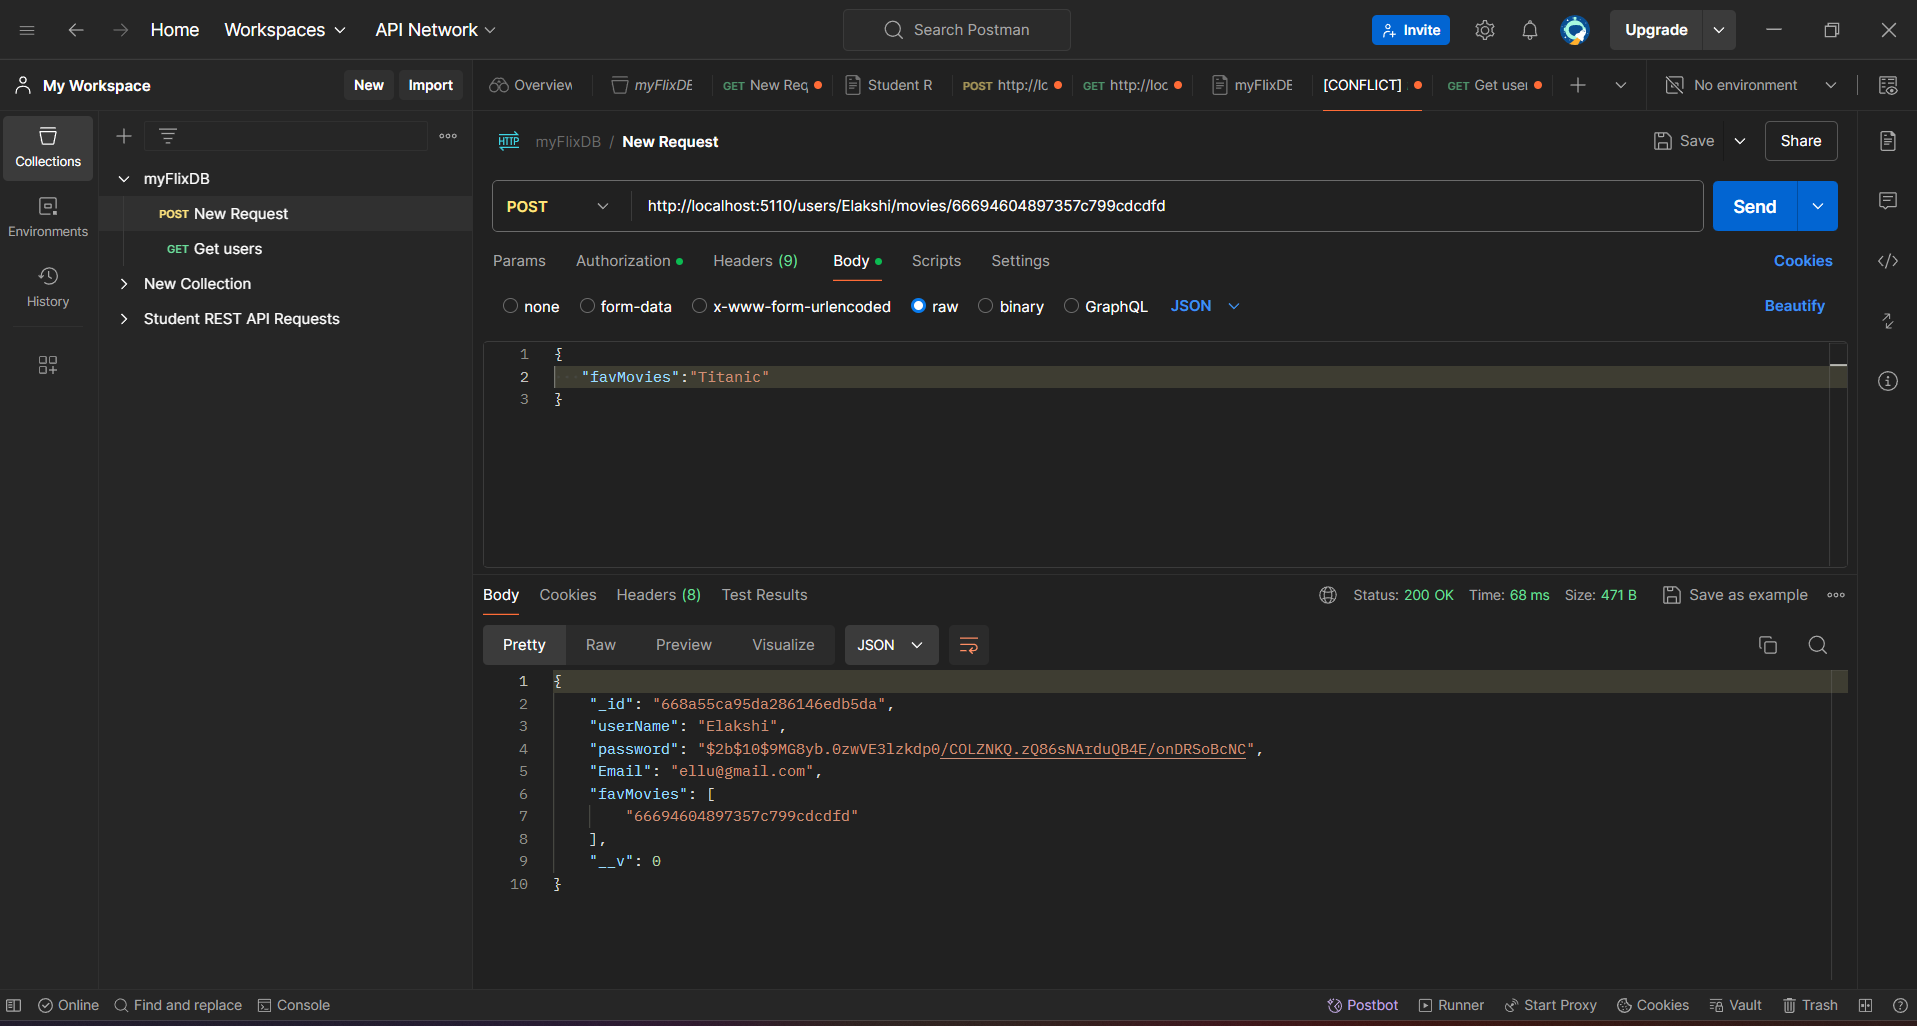 Home Workspaces API Network Search Postman Invite Upgrade
My Workspace New Import Overview myFlixDB GET New Req Student R POST http://lc GET http://loc myFlixDB [CONFLICT] GET Get user No environment
Collections
Environments
History
myFlixDB
POST New Request
GET Get users
New Collection
Student REST API Requests
HTTP myFlixDB / New Request Save Share
POST http://localhost:5110/users/Elakshi/movies/66694604897357c799cdcdfd Send
Params Authorization Headers (9) Body Scripts Settings Cookies
none form-data x-www-form-urlencoded raw binary GraphQL JSON Beautify
1 {
2 "favMovies":"Titanic"
3 }
Body Cookies Headers (8) Test Results Status: 200 OK Time: 68 ms Size: 471 B Save as example
Pretty Raw Preview Visualize JSON
1 {
2 "_id": "668a55ca95da286146edb5da",
3 "userName": "Elakshi",
4 "password": "$2b$10$9MG8yb.0zwVE3lzkdp0/COLZNKQ.zQ86sNArduQB4E/onDRSoBcNC",
5 "Email": "ellu@gmail.com",
6 "favMovies": [
7 "66694604897357c799cdcdfd"
8 ],
9 "__v": 0
10 }
Online Find and replace Console Postbot Runner Start Proxy Cookies Vault Trash